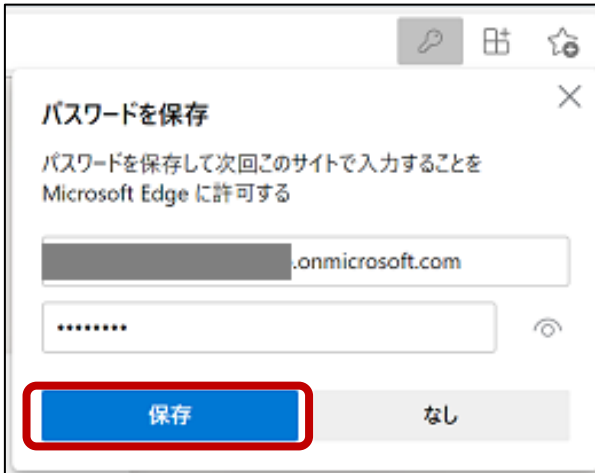 パスワードを保存
パスワードを保存して次回このサイトで入力することを
Microsoft Edge に許可する
.onmicrosoft.com
••••••••
保存
なし